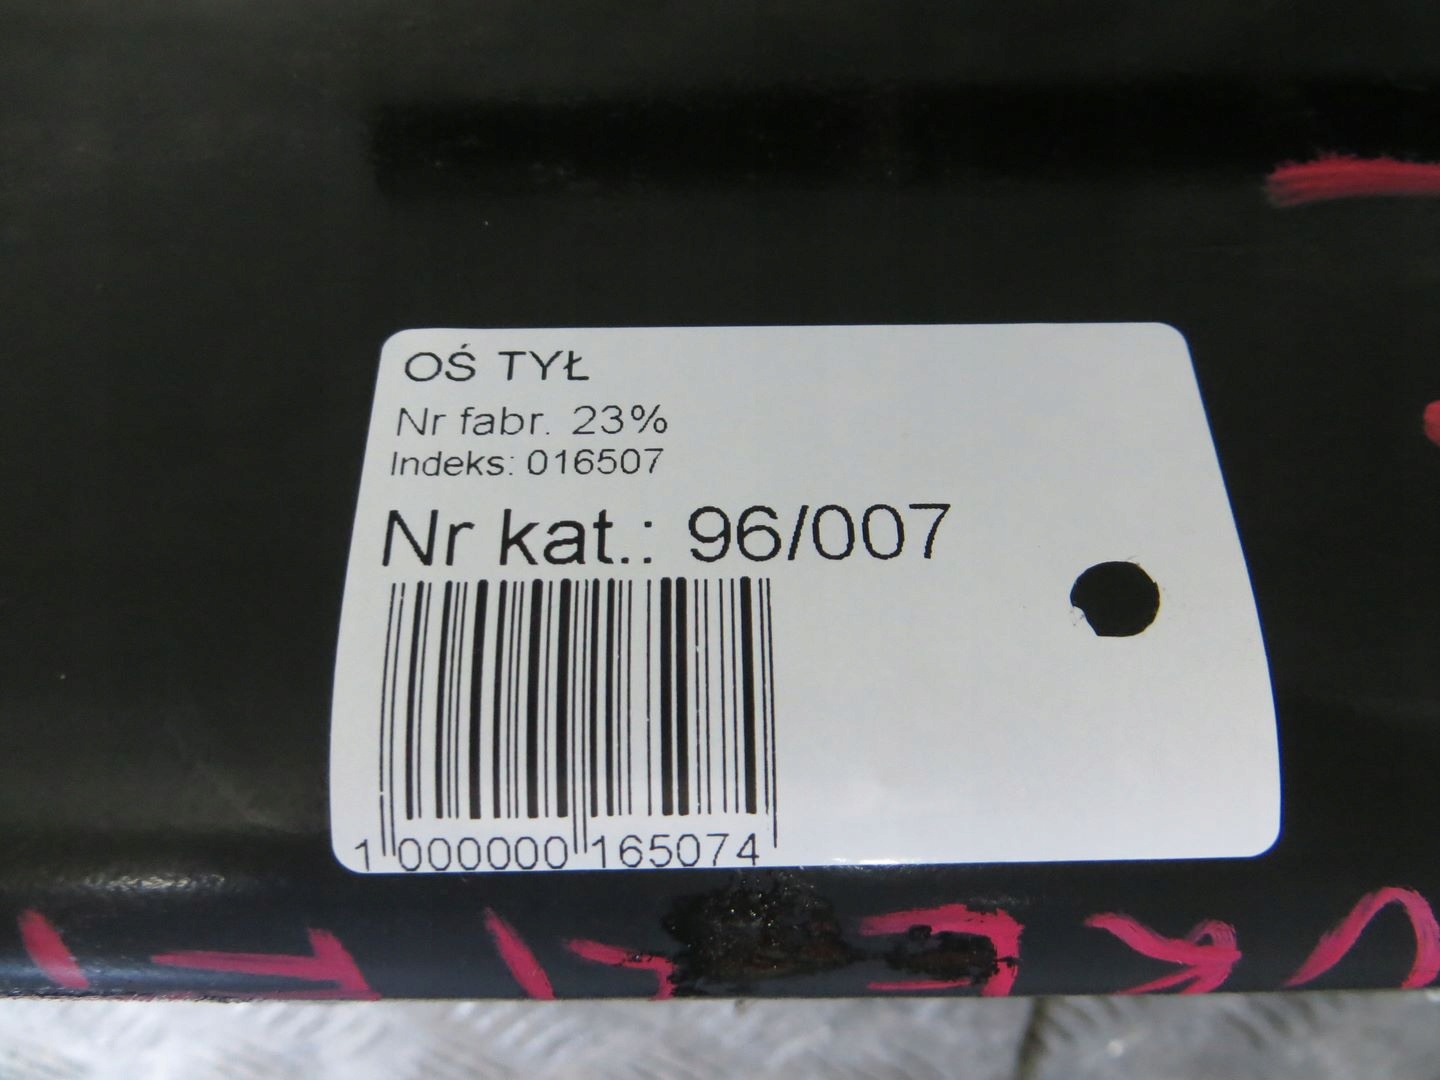 OŚ TYŁ
Nr fabr. 23%
Indeks: 016507
Nr kat.: 96/007
1 000000 165074